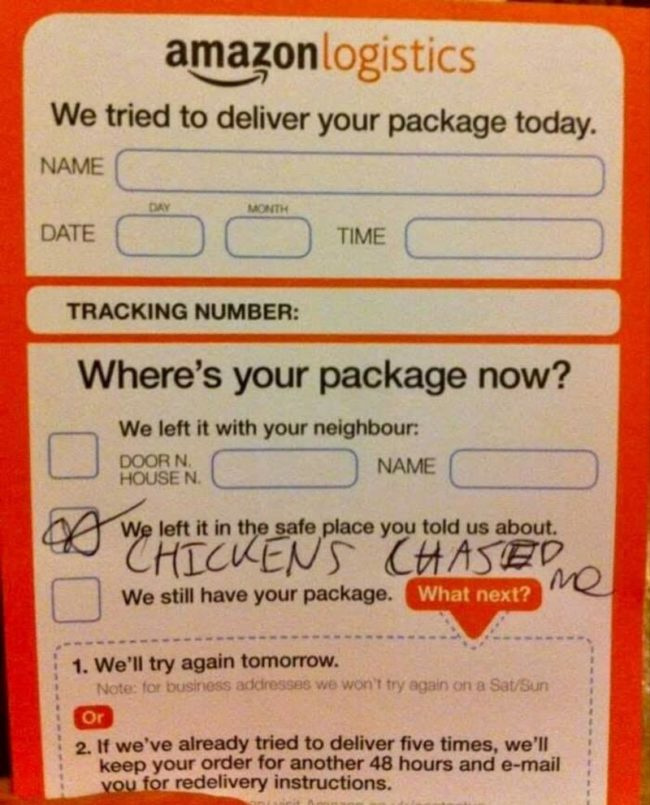 amazonlogistics
We tried to deliver your package today.
NAME
DAY MONTH
DATE TIME
TRACKING NUMBER:
Where's your package now?
We left it with your neighbour:
DOOR N. NAME
HOUSE N.
We left it in the safe place you told us about.
CHICKENS CHASED me
We still have your package. What next?
1. We'll try again tomorrow.
Note: for business addresses we won't try again on a Sat/Sun
Or
2. If we've already tried to deliver five times, we'll
keep your order for another 48 hours and e-mail
you for redelivery instructions.